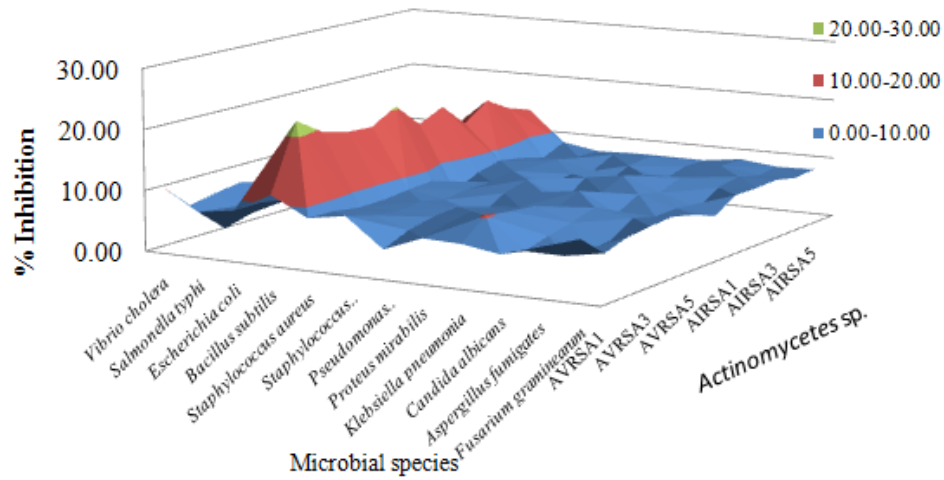 20.00-30.00
10.00-20.00
0.00-10.00
30.00
20.00
10.00
0.00
% Inhibition
Vibrio cholera
Salmonella typhi
Escherichia coli
Bacillus subtilis
Staphylococcus aureus
Staphylococcus..
Pseudomonas..
Proteus mirabilis
Klebsiella pneumonia
Candida albicans
Aspergillus fumigates
Fusarium graminearum
Microbial species
AVRSA1
AVRSA3
AVRSA5
AIRSA1
AIRSA3
AIRSA5
Actinomycetes sp.